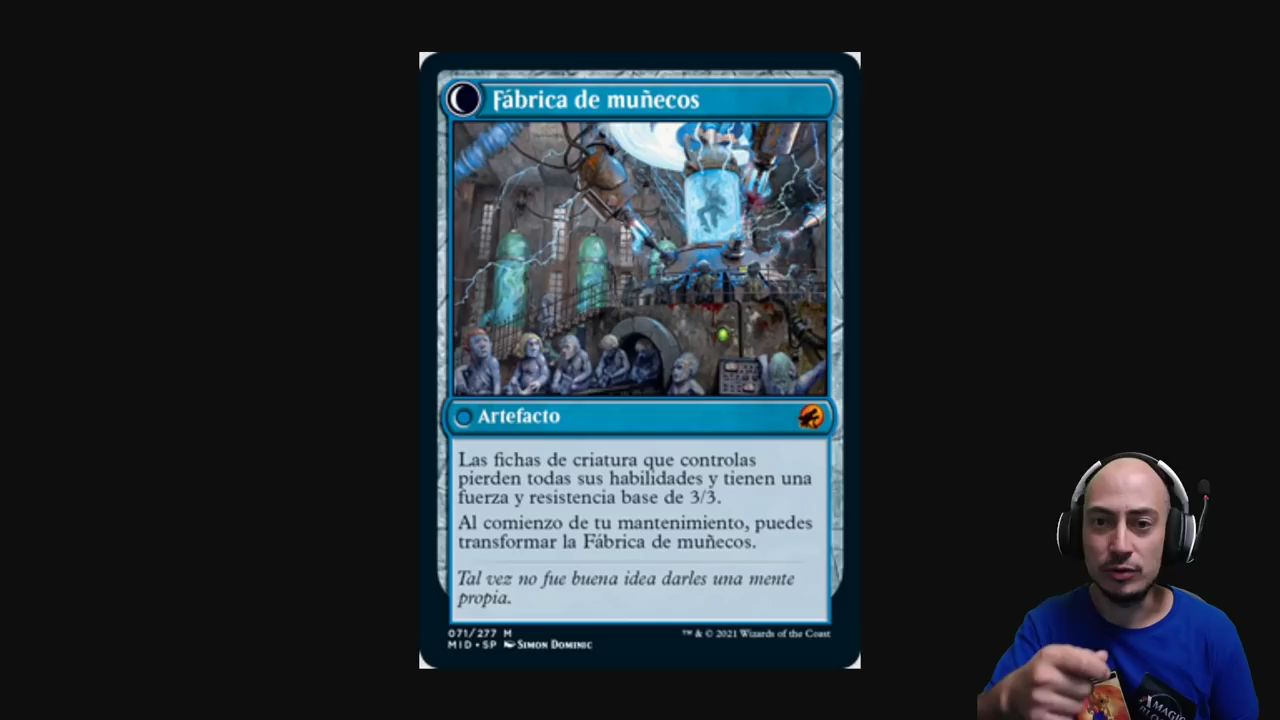 Fábrica de muñecos
Artefacto
Las fichas de criatura que controlas
pierden todas sus habilidades y tienen una
fuerza y resistencia base de 3/3.
Al comienzo de tu mantenimiento, puedes
transformar la Fábrica de muñecos.
Tal vez no fue buena idea darles una mente
propia.
071/277 M
MID • SP SIMON DOMINIC
™ & © 2021 Wizards of the Coast
MAGIC